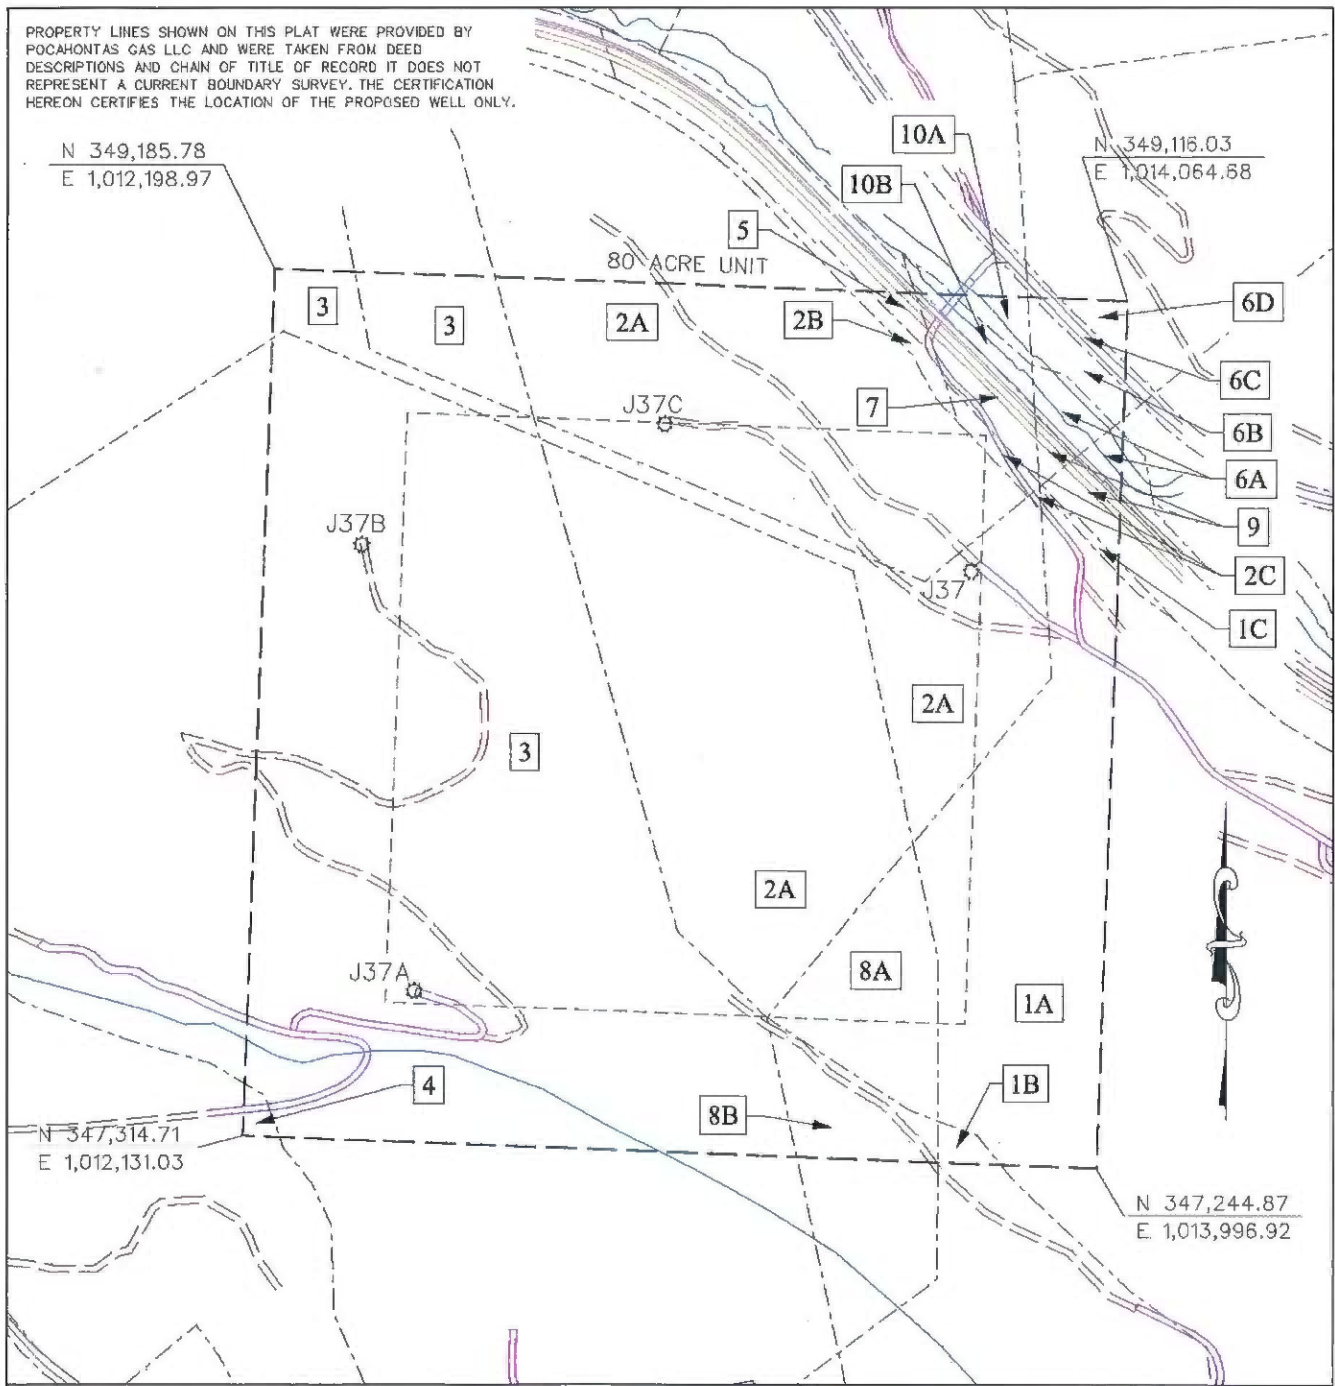 PROPERTY LINES SHOWN ON THIS PLAT WERE PROVIDED BY
POCAHONTAS GAS LLC AND WERE TAKEN FROM DEED
DESCRIPTIONS AND CHAIN OF TITLE OF RECORD IT DOES NOT
REPRESENT A CURRENT BOUNDARY SURVEY. THE CERTIFICATION
HEREON CERTIFIES THE LOCATION OF THE PROPOSED WELL ONLY.
N 349,185.78
E 1,012,198.97
N 349,116.03
E 1,014,064.68
10A
10B
5
80 ACRE UNIT
3
3
2A
2B
6D
6C
7
6B
J37C
6A
J37B
9
2C
J37
1C
2A
3
2A
8A
J37A
1A
4
1B
8B
N 347,314.71
E 1,012,131.03
N 347,244.87
E 1,013,996.92